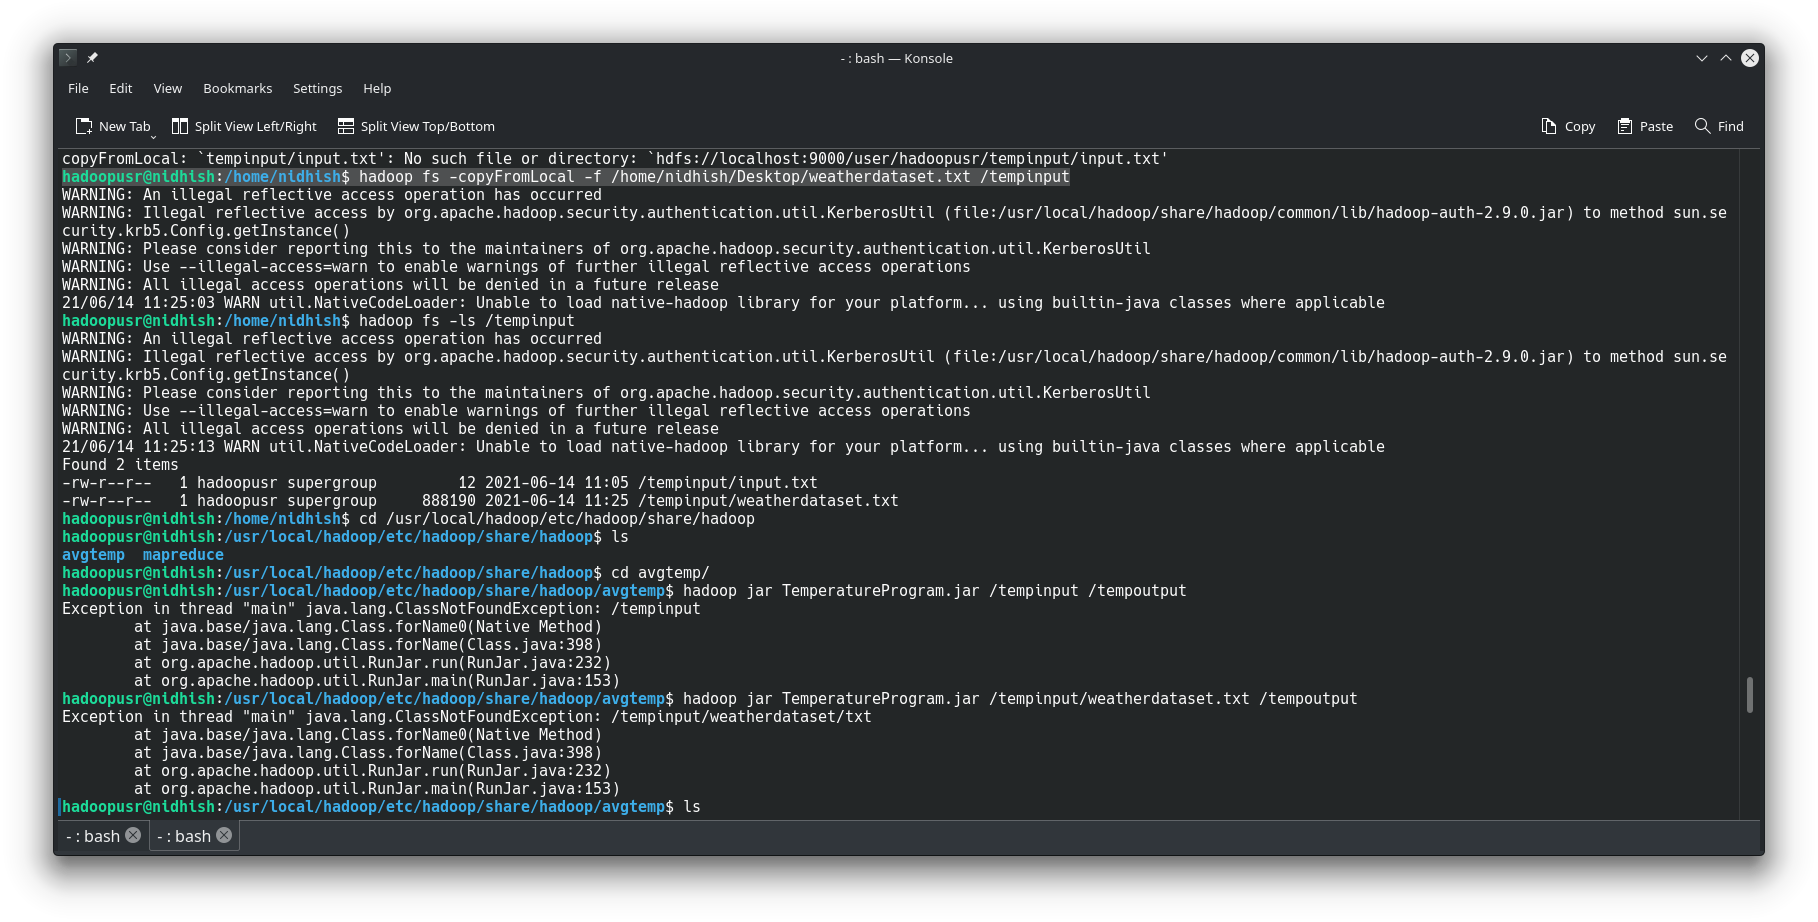 - : bash — Konsole
File Edit View Bookmarks Settings Help
New Tab Split View Left/Right Split View Top/Bottom Copy Paste Find
copyFromLocal: `tempinput/input.txt': No such file or directory: `hdfs://localhost:9000/user/hadoopusr/tempinput/input.txt'
hadoopusr@nidhish:/home/nidhish$ hadoop fs -copyFromLocal -f /home/nidhish/Desktop/weatherdataset.txt /tempinput
WARNING: An illegal reflective access operation has occurred
WARNING: Illegal reflective access by org.apache.hadoop.security.authentication.util.KerberosUtil (file:/usr/local/hadoop/share/hadoop/common/lib/hadoop-auth-2.9.0.jar) to method sun.se
curity.krb5.Config.getInstance()
WARNING: Please consider reporting this to the maintainers of org.apache.hadoop.security.authentication.util.KerberosUtil
WARNING: Use --illegal-access=warn to enable warnings of further illegal reflective access operations
WARNING: All illegal access operations will be denied in a future release
21/06/14 11:25:03 WARN util.NativeCodeLoader: Unable to load native-hadoop library for your platform... using builtin-java classes where applicable
hadoopusr@nidhish:/home/nidhish$ hadoop fs -ls /tempinput
WARNING: An illegal reflective access operation has occurred
WARNING: Illegal reflective access by org.apache.hadoop.security.authentication.util.KerberosUtil (file:/usr/local/hadoop/share/hadoop/common/lib/hadoop-auth-2.9.0.jar) to method sun.se
curity.krb5.Config.getInstance()
WARNING: Please consider reporting this to the maintainers of org.apache.hadoop.security.authentication.util.KerberosUtil
WARNING: Use --illegal-access=warn to enable warnings of further illegal reflective access operations
WARNING: All illegal access operations will be denied in a future release
21/06/14 11:25:13 WARN util.NativeCodeLoader: Unable to load native-hadoop library for your platform... using builtin-java classes where applicable
Found 2 items
-rw-r--r--   1 hadoopusr supergroup         12 2021-06-14 11:05 /tempinput/input.txt
-rw-r--r--   1 hadoopusr supergroup     888190 2021-06-14 11:25 /tempinput/weatherdataset.txt
hadoopusr@nidhish:/home/nidhish$ cd /usr/local/hadoop/etc/hadoop/share/hadoop
hadoopusr@nidhish:/usr/local/hadoop/etc/hadoop/share/hadoop$ ls
avgtemp  mapreduce
hadoopusr@nidhish:/usr/local/hadoop/etc/hadoop/share/hadoop$ cd avgtemp/
hadoopusr@nidhish:/usr/local/hadoop/etc/hadoop/share/hadoop/avgtemp$ hadoop jar TemperatureProgram.jar /tempinput /tempoutput
Exception in thread "main" java.lang.ClassNotFoundException: /tempinput
        at java.base/java.lang.Class.forName0(Native Method)
        at java.base/java.lang.Class.forName(Class.java:398)
        at org.apache.hadoop.util.RunJar.run(RunJar.java:232)
        at org.apache.hadoop.util.RunJar.main(RunJar.java:153)
hadoopusr@nidhish:/usr/local/hadoop/etc/hadoop/share/hadoop/avgtemp$ hadoop jar TemperatureProgram.jar /tempinput/weatherdataset.txt /tempoutput
Exception in thread "main" java.lang.ClassNotFoundException: /tempinput/weatherdataset/txt
        at java.base/java.lang.Class.forName0(Native Method)
        at java.base/java.lang.Class.forName(Class.java:398)
        at org.apache.hadoop.util.RunJar.run(RunJar.java:232)
        at org.apache.hadoop.util.RunJar.main(RunJar.java:153)
hadoopusr@nidhish:/usr/local/hadoop/etc/hadoop/share/hadoop/avgtemp$ ls
- : bash - : bash